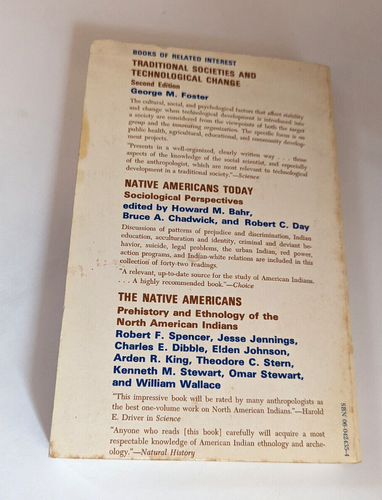 BOOKS OF RELATED INTEREST
TRADITIONAL SOCIETIES AND
TECHNOLOGICAL CHANGE
Second Edition
George M. Foster
The cultural, social, and psychological factors that affect stability
and change when technological development is introduced into
a society are considered from the viewpoints of both the target
group and the innovating organization. The specific focus is on
public health, agricultural, educational, and community develop-
ment projects.
"Presents in a well-organized, clearly written way . . . those
aspects of the knowledge of the social scientist, and especially
of the anthropologist, which are most relevant to technological
development in a traditional society."—Science
NATIVE AMERICANS TODAY
Sociological Perspectives
edited by Howard M. Bahr,
Bruce A. Chadwick, and Robert C. Day
Discussions of patterns of prejudice and discrimination, Indian
education, acculturation and identity, criminal and deviant be-
havior, suicide, legal problems, the urban Indian, red power,
action programs, and Indian-white relations are included in this
collection of forty-two readings.
"A relevant, up-to-date source for the study of American Indians.
. . . A highly recommended book."—Choice
THE NATIVE AMERICANS
Prehistory and Ethnology of the
North American Indians
Robert F. Spencer, Jesse Jennings,
Charles E. Dibble, Elden Johnson,
Arden R. King, Theodore C. Stern,
Kenneth M. Stewart, Omar Stewart,
and William Wallace
"This impressive book will be rated by many anthropologists as
the best one-volume work on North American Indians."—Harold
E. Driver in Science
"Anyone who reads [this book] carefully will acquire a most
respectable knowledge of American Indian ethnology and arche-
ology."—Natural History
SBN 06-042435-4